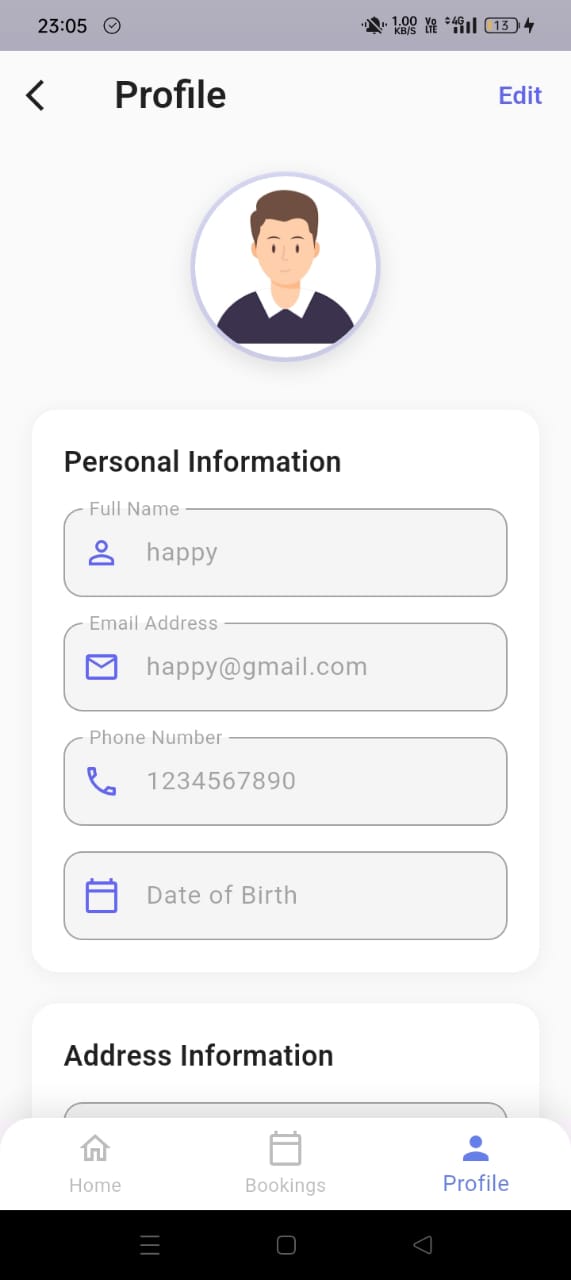 23:05
1.00 KB/S Vo LTE 4G 13
Profile
Edit
Personal Information
Full Name
happy
Email Address
happy@gmail.com
Phone Number
1234567890
Date of Birth
Address Information
Home
Bookings
Profile